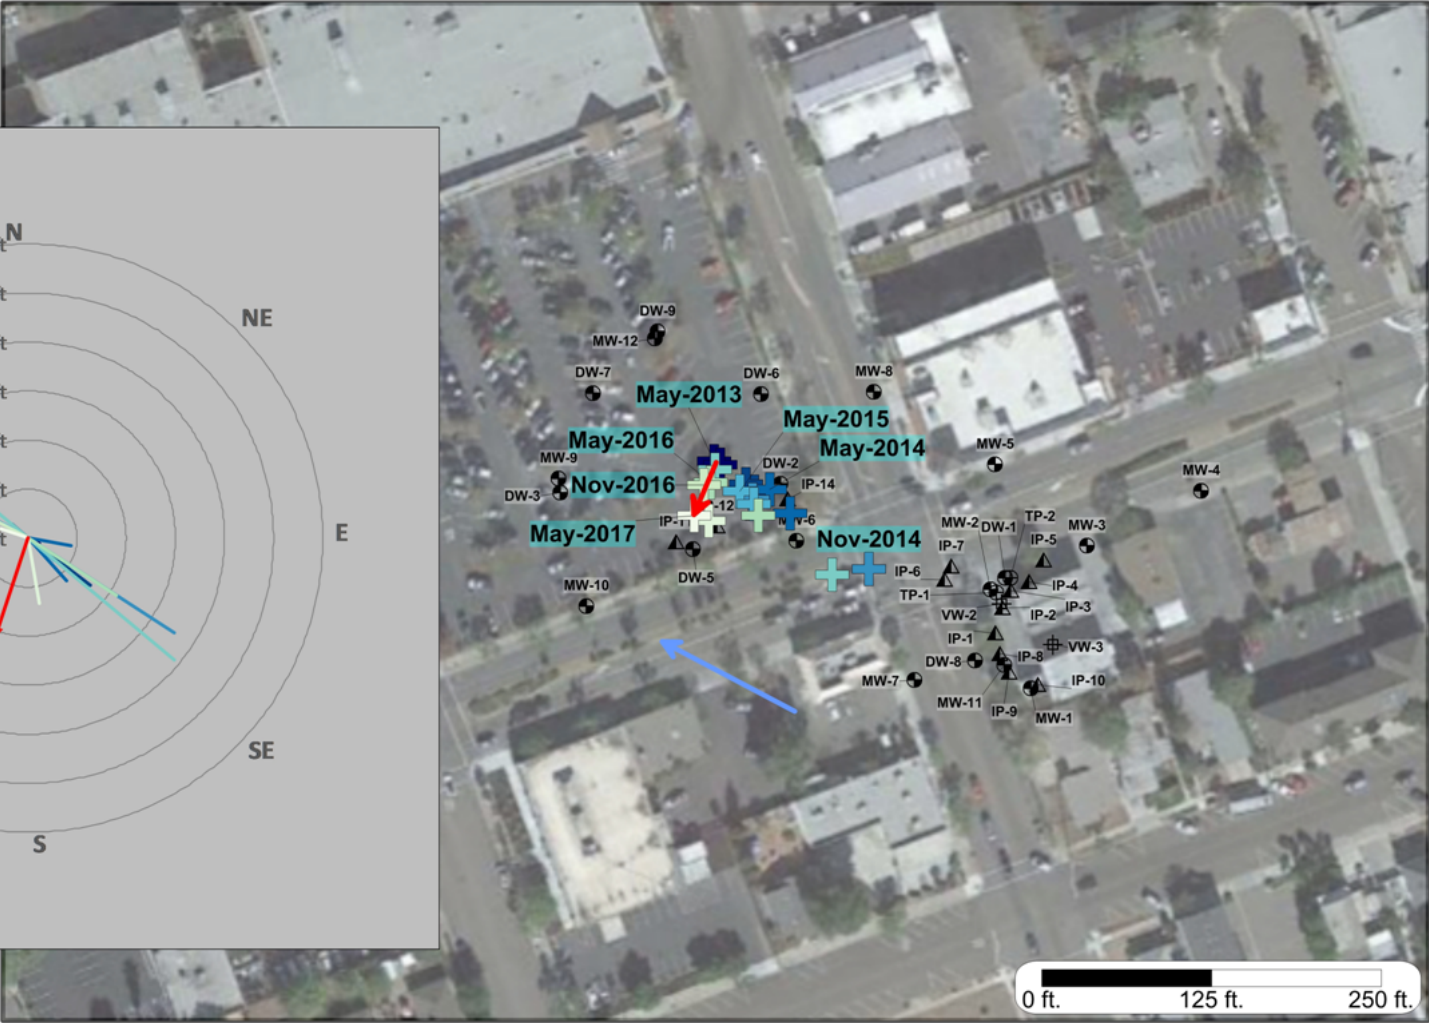 N
t
t
t
t
t
t
t
NE
E
SE
S
DW-9
MW-12
DW-7
DW-6
MW-8
May-2013
May-2015
May-2016
May-2014
MW-9
DW-2
MW-5
Nov-2016
IP-14
MW-4
DW-3
-12
IP-1
May-2017
Nov-2014
DW-5
MW-10
MW-2
DW-1
TP-2
MW-3
IP-7
IP-5
IP-6
IP-4
TP-1
IP-3
VW-2
IP-2
IP-1
VW-3
DW-8
IP-8
MW-7
IP-10
MW-11
IP-9
MW-1
0 ft.
125 ft.
250 ft.